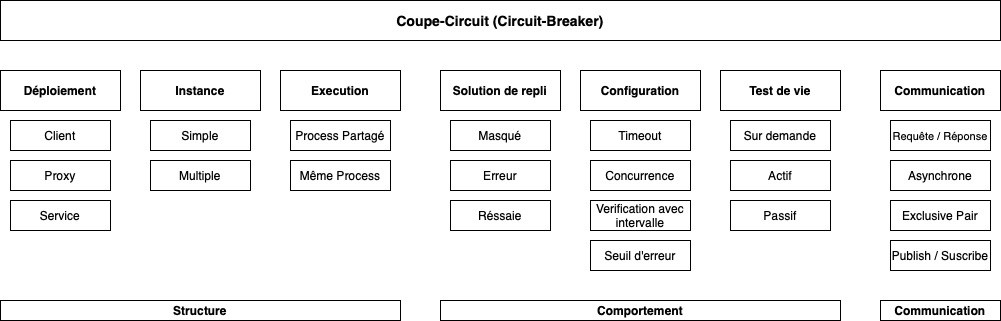 Coupe-Circuit (Circuit-Breaker)
Déploiement
Instance
Execution
Solution de repli
Configuration
Test de vie
Communication
Client
Simple
Process Partagé
Masqué
Timeout
Sur demande
Requête / Réponse
Proxy
Multiple
Même Process
Erreur
Concurrence
Actif
Asynchrone
Service
Réssaie
Verification avec
intervalle
Passif
Exclusive Pair
Seuil d'erreur
Publish / Suscribe
Structure
Comportement
Communication